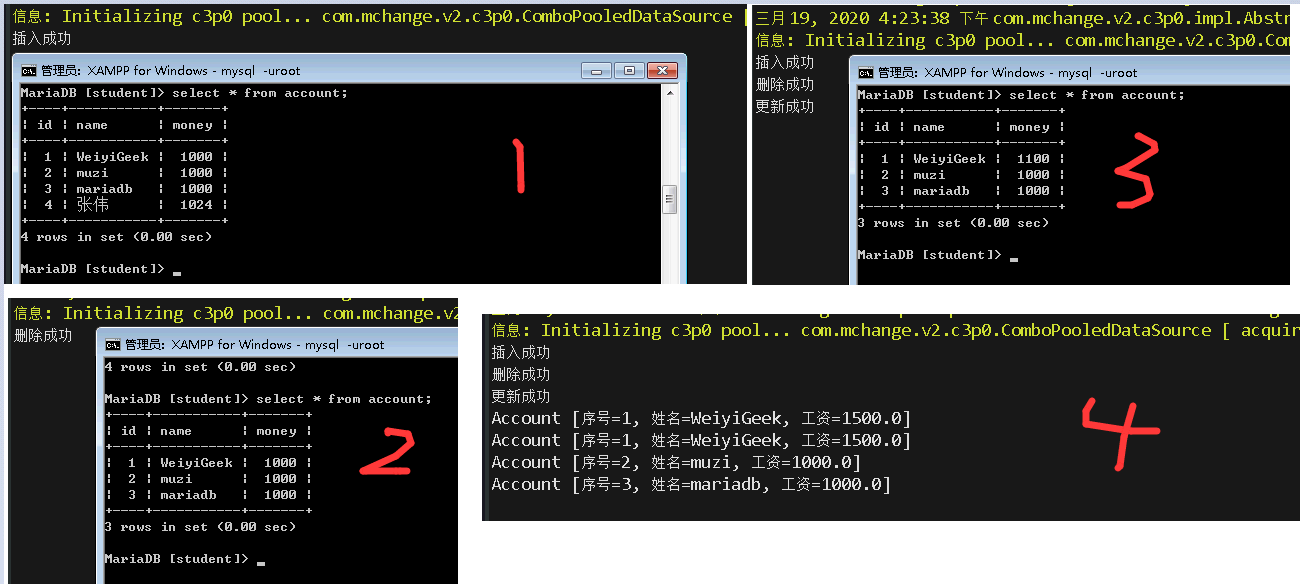 信息: Initializing c3p0 pool... com.mchange.v2.c3p0.ComboPooledDataSource [
插入成功
管理员: XAMPP for Windows - mysql -uroot
MariaDB [student]> select * from account;
+----+-----------+-------+
| id | name      | money |
+----+-----------+-------+
|  1 | WeiyiGeek |  1000 |
|  2 | muzi      |  1000 |
|  3 | mariadb   |  1000 |
|  4 | 张伟      |  1024 |
+----+-----------+-------+
4 rows in set (0.00 sec)
MariaDB [student]> _
1
三月 19, 2020 4:23:38 下午 com.mchange.v2.c3p0.impl.Abstr
信息: Initializing c3p0 pool... com.mchange.v2.c3p0.Com
插入成功
删除成功
更新成功
管理员: XAMPP for Windows - mysql -uroot
MariaDB [student]> select * from account;
+----+-----------+-------+
| id | name      | money |
+----+-----------+-------+
|  1 | WeiyiGeek |  1100 |
|  2 | muzi      |  1000 |
|  3 | mariadb   |  1000 |
+----+-----------+-------+
3 rows in set (0.00 sec)
MariaDB [student]> _
3
信息: Initializing c3p0 pool... com.mchange.v2
删除成功
管理员: XAMPP for Windows - mysql -uroot
4 rows in set (0.00 sec)
MariaDB [student]> select * from account;
+----+-----------+-------+
| id | name      | money |
+----+-----------+-------+
|  1 | WeiyiGeek |  1000 |
|  2 | muzi      |  1000 |
|  3 | mariadb   |  1000 |
+----+-----------+-------+
3 rows in set (0.00 sec)
MariaDB [student]> _
2
信息: Initializing c3p0 pool... com.mchange.v2.c3p0.ComboPooledDataSource [ acquir
插入成功
删除成功
更新成功
Account [序号=1, 姓名=WeiyiGeek, 工资=1500.0]
Account [序号=1, 姓名=WeiyiGeek, 工资=1500.0]
Account [序号=2, 姓名=muzi, 工资=1000.0]
Account [序号=3, 姓名=mariadb, 工资=1000.0]
4